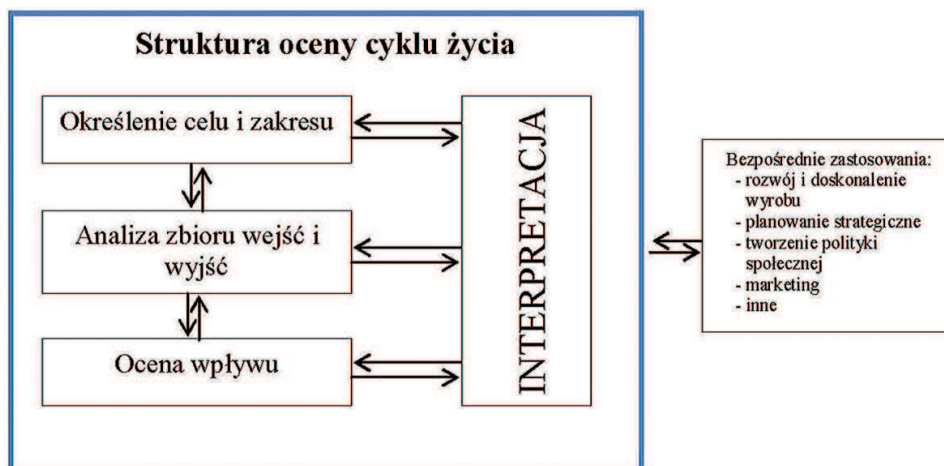 Struktura oceny cyklu życia
Określenie celu i zakresu
Analiza zbioru wejść i
wyjść
Ocena wpływu
INTERPRETACJA
Bezpośrednie zastosowania:
- rozwój i doskonalenie
wyrobu
- planowanie strategiczne
- tworzenie polityki
społecznej
- marketing
- inne